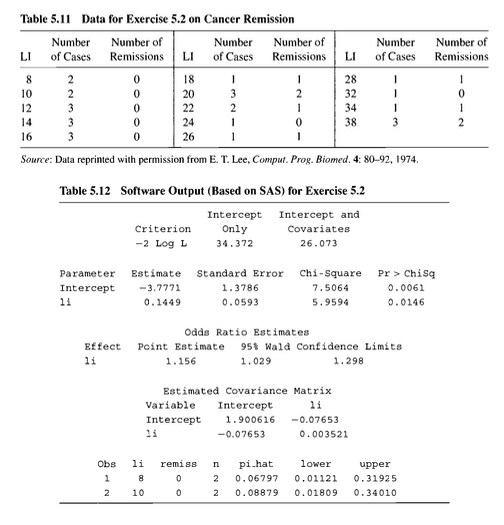 Table 5.11 Data for Exercise 5.2 on Cancer Remission
Number Number of Number Number of Number Number of
LI of Cases Remissions LI of Cases Remissions LI of Cases Remissions
8 2 0 18 1 1 28 1 1
10 2 0 20 3 2 32 1 0
12 3 0 22 2 1 34 1 1
14 3 0 24 1 0 38 3 2
16 3 0 26 1 1
Source: Data reprinted with permission from E. T. Lee, Comput. Prog. Biomed. 4: 80–92, 1974.
Table 5.12 Software Output (Based on SAS) for Exercise 5.2
Intercept Intercept and
Criterion Only Covariates
−2 Log L 34.372 26.073
Parameter Estimate Standard Error Chi-Square Pr > ChiSq
Intercept −3.7771 1.3786 7.5064 0.0061
li 0.1449 0.0593 5.9594 0.0146
Odds Ratio Estimates
Effect Point Estimate 95% Wald Confidence Limits
li 1.156 1.029 1.298
Estimated Covariance Matrix
Variable Intercept li
Intercept 1.900616 −0.07653
li −0.07653 0.003521
Obs li remiss n pi_hat lower upper
1 8 0 2 0.06797 0.01121 0.31925
2 10 0 2 0.08879 0.01809 0.34010